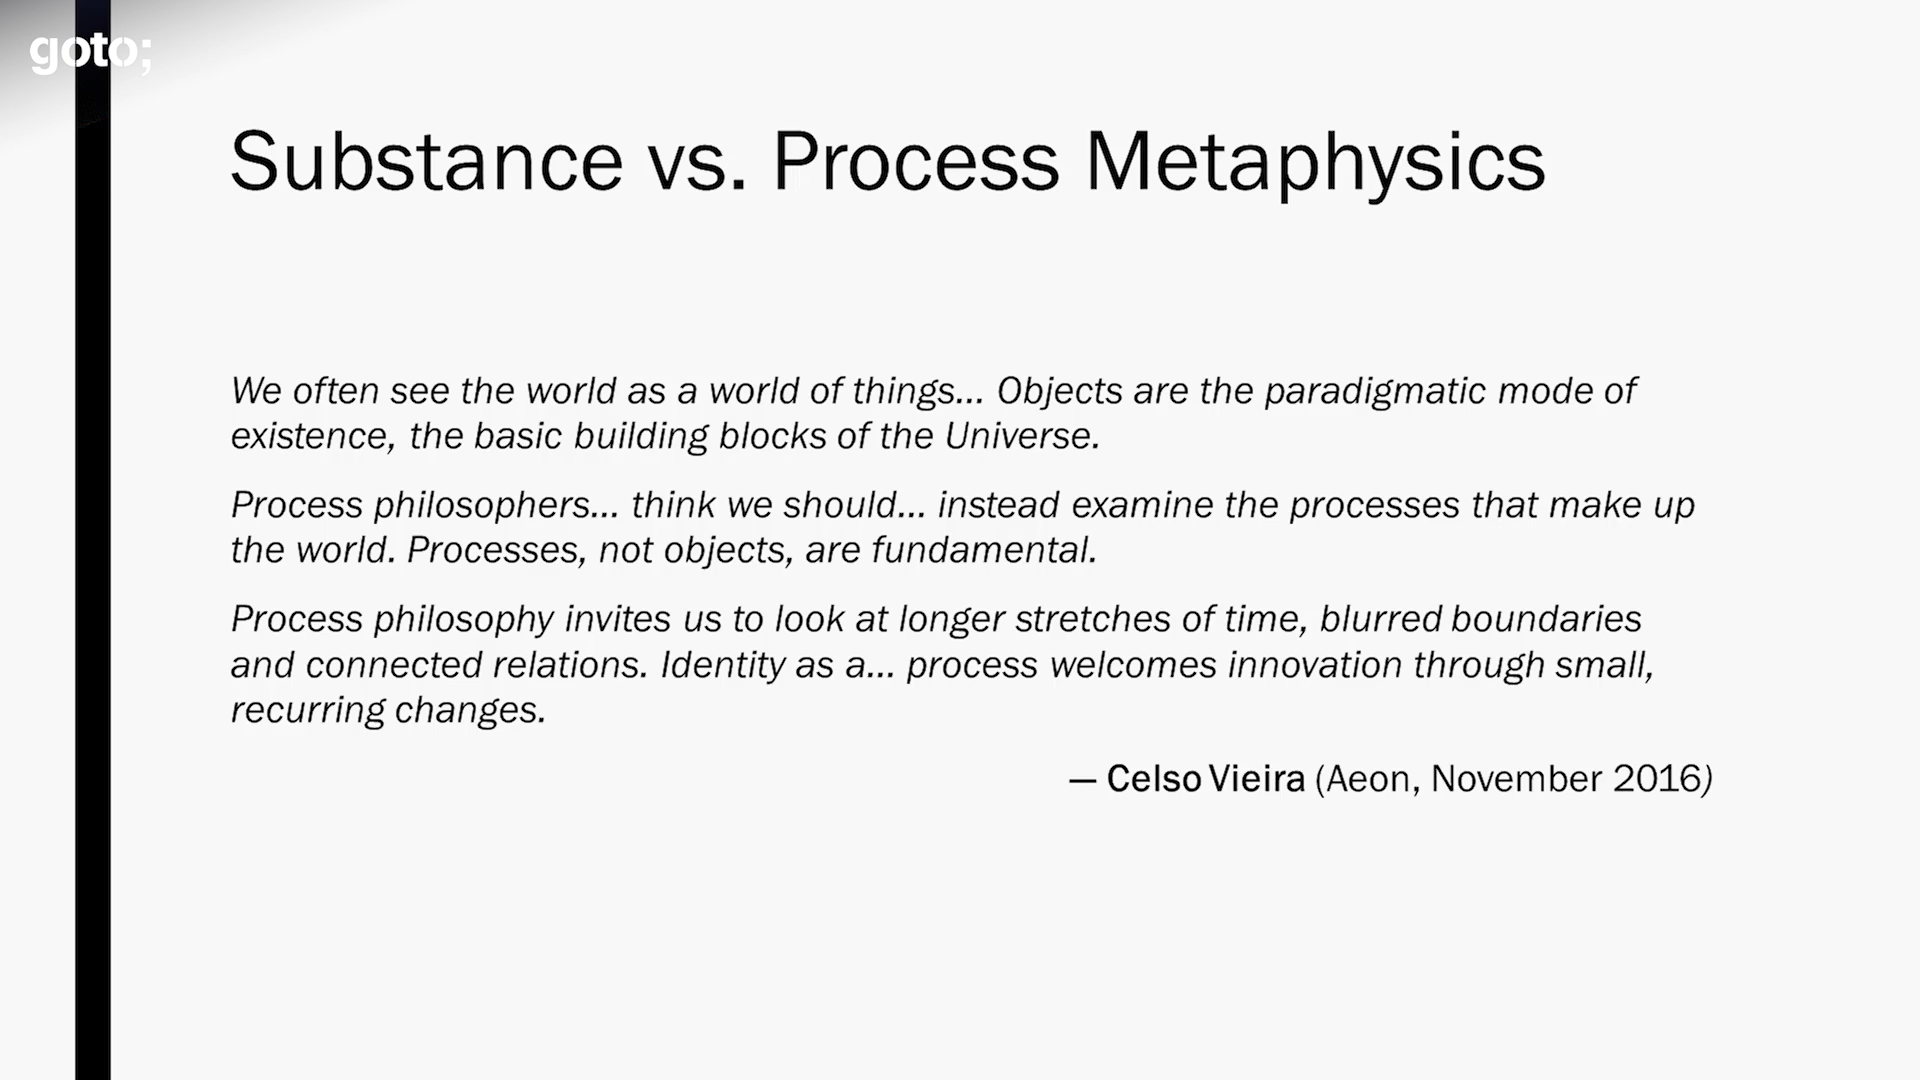 goto;
Substance vs. Process Metaphysics
We often see the world as a world of things... Objects are the paradigmatic mode of
existence, the basic building blocks of the Universe.
Process philosophers... think we should... instead examine the processes that make up
the world. Processes, not objects, are fundamental.
Process philosophy invites us to look at longer stretches of time, blurred boundaries
and connected relations. Identity as a... process welcomes innovation through small,
recurring changes.
— Celso Vieira (Aeon, November 2016)